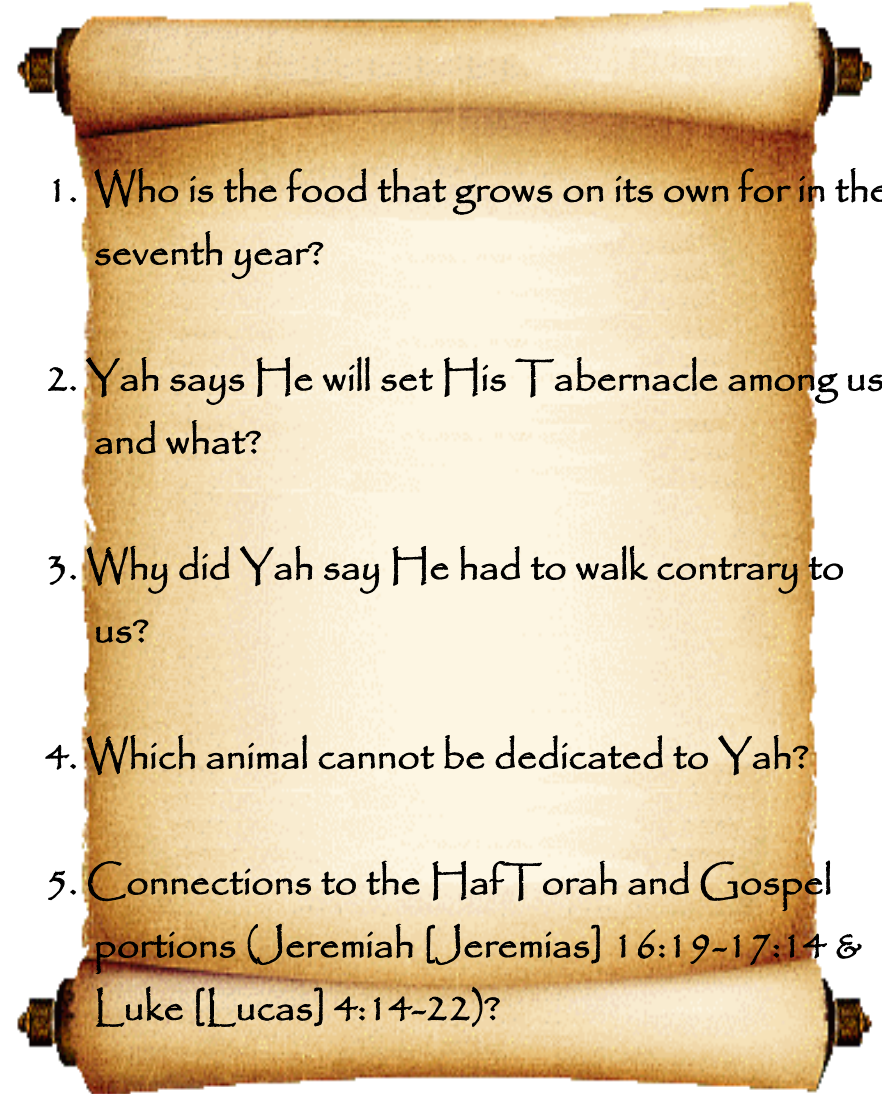 1. Who is the food that grows on its own for in the
seventh year?
2. Yah says He will set His Tabernacle among us
and what?
3. Why did Yah say He had to walk contrary to
us?
4. Which animal cannot be dedicated to Yah?
5. Connections to the HafTorah and Gospel
portions (Jeremiah [Jeremias] 16:19-17:14 &
Luke [Lucas] 4:14-22)?